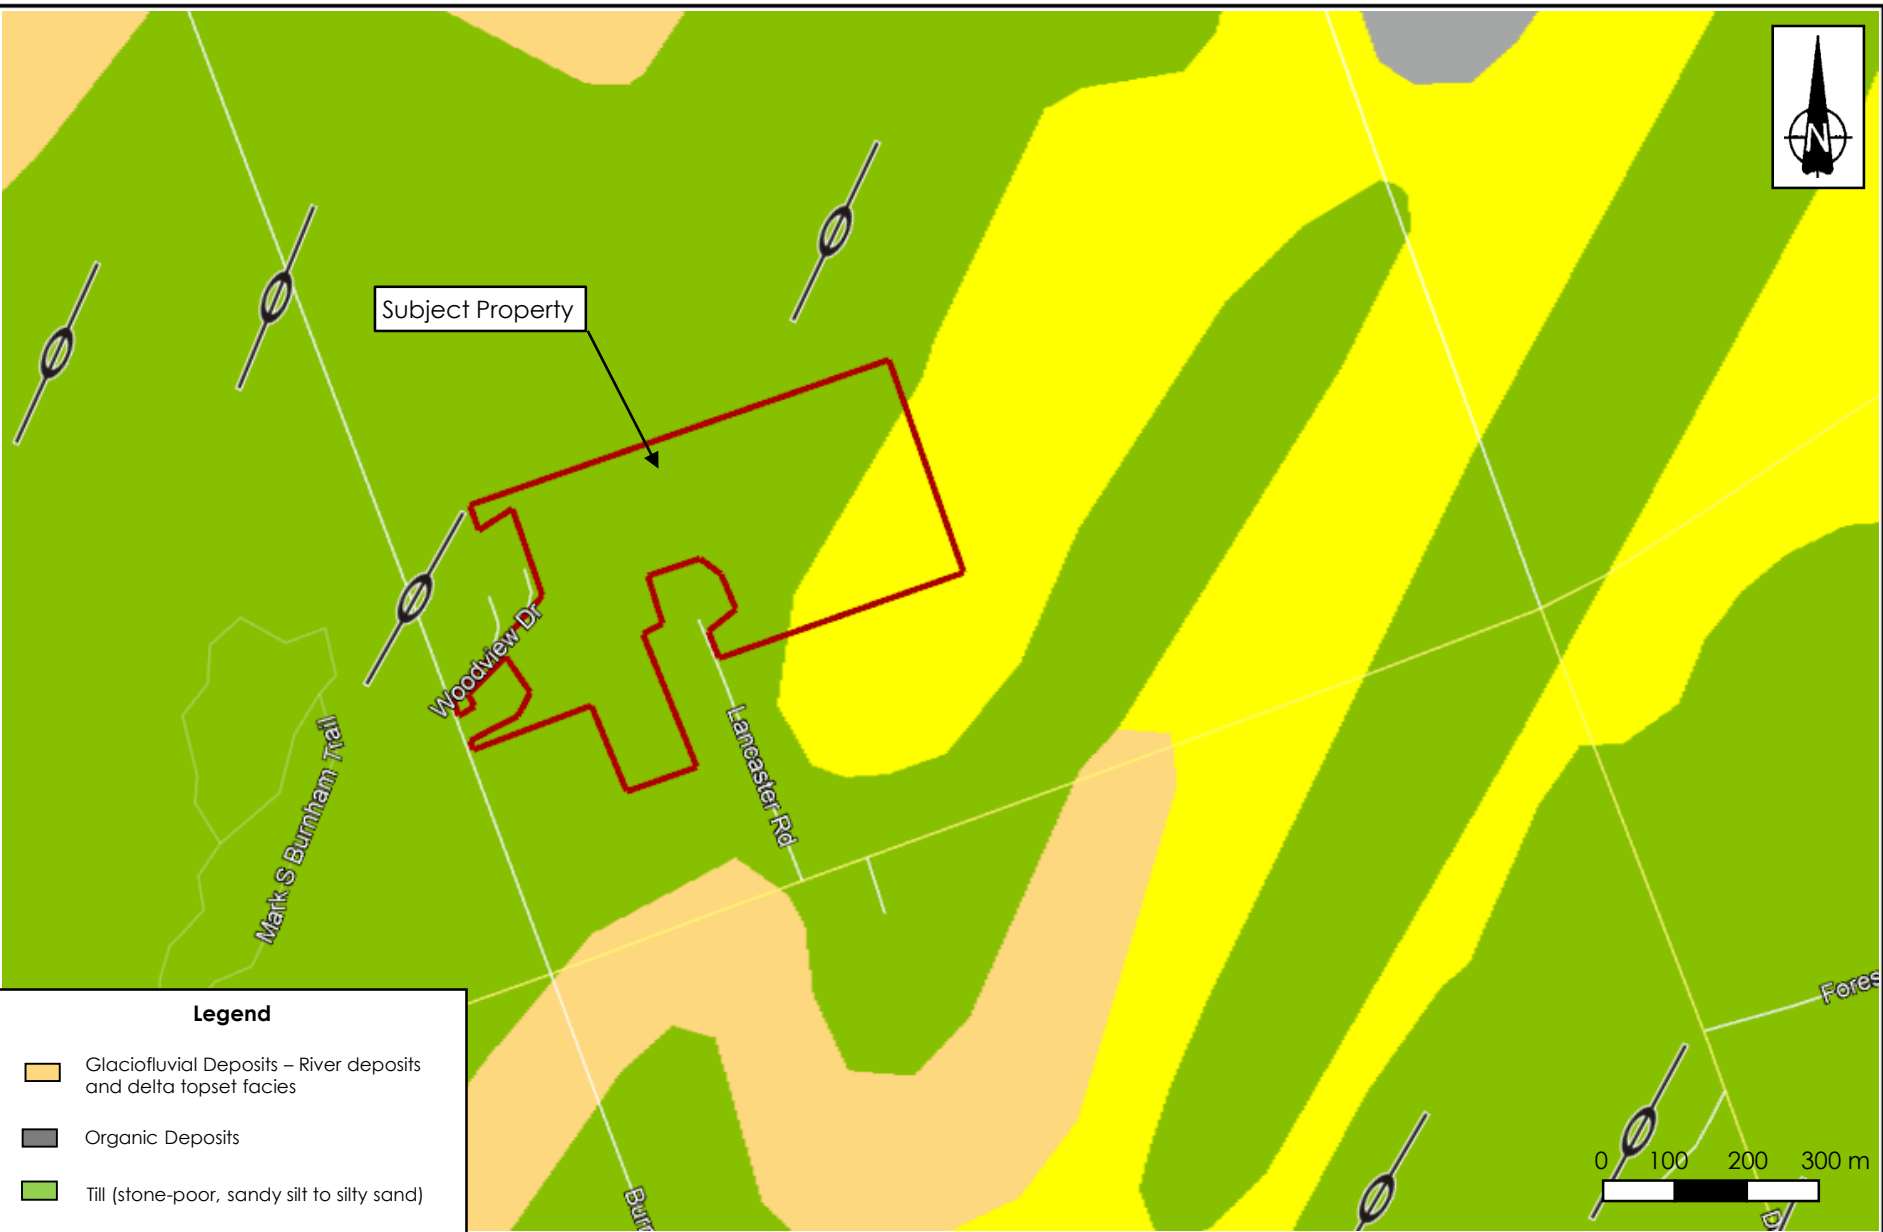 N
Subject Property
Woodview Dr
Lancaster Rd
Mark S Burnham Trail
Legend
Glaciofluvial Deposits – River deposits
and delta topset facies
Organic Deposits
Till (stone-poor, sandy silt to silty sand)
0 100 200 300 m